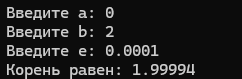 Введите a: 0
Введите b: 2
Введите e: 0.0001
Корень равен: 1.99994